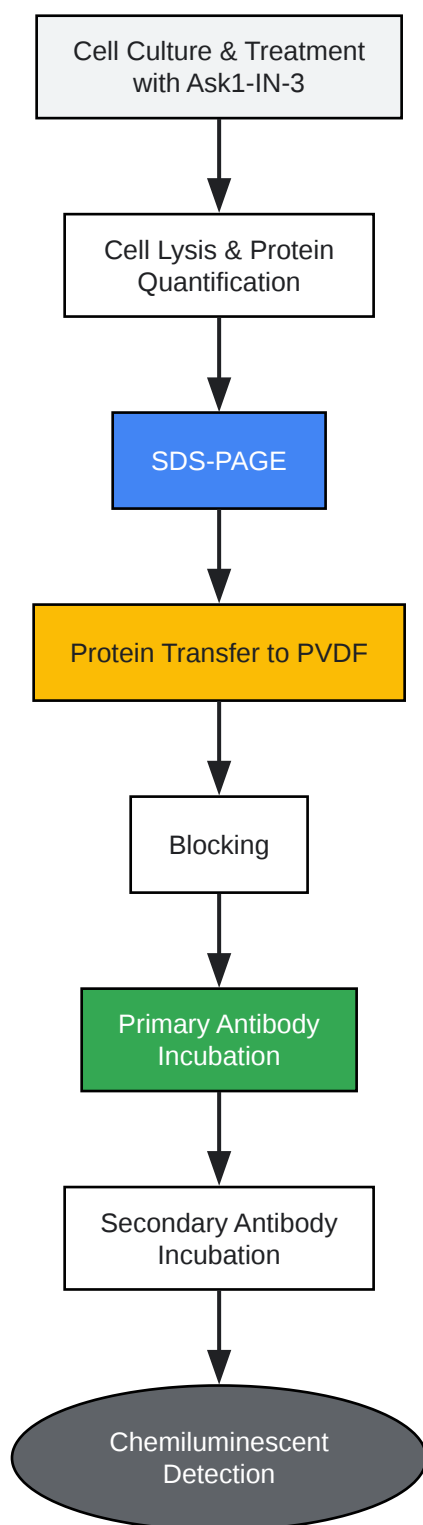 Cell Culture & Treatment
with Ask1-IN-3
Cell Lysis & Protein
Quantification
SDS-PAGE
Protein Transfer to PVDF
Blocking
Primary Antibody
Incubation
Secondary Antibody
Incubation
Chemiluminescent
Detection